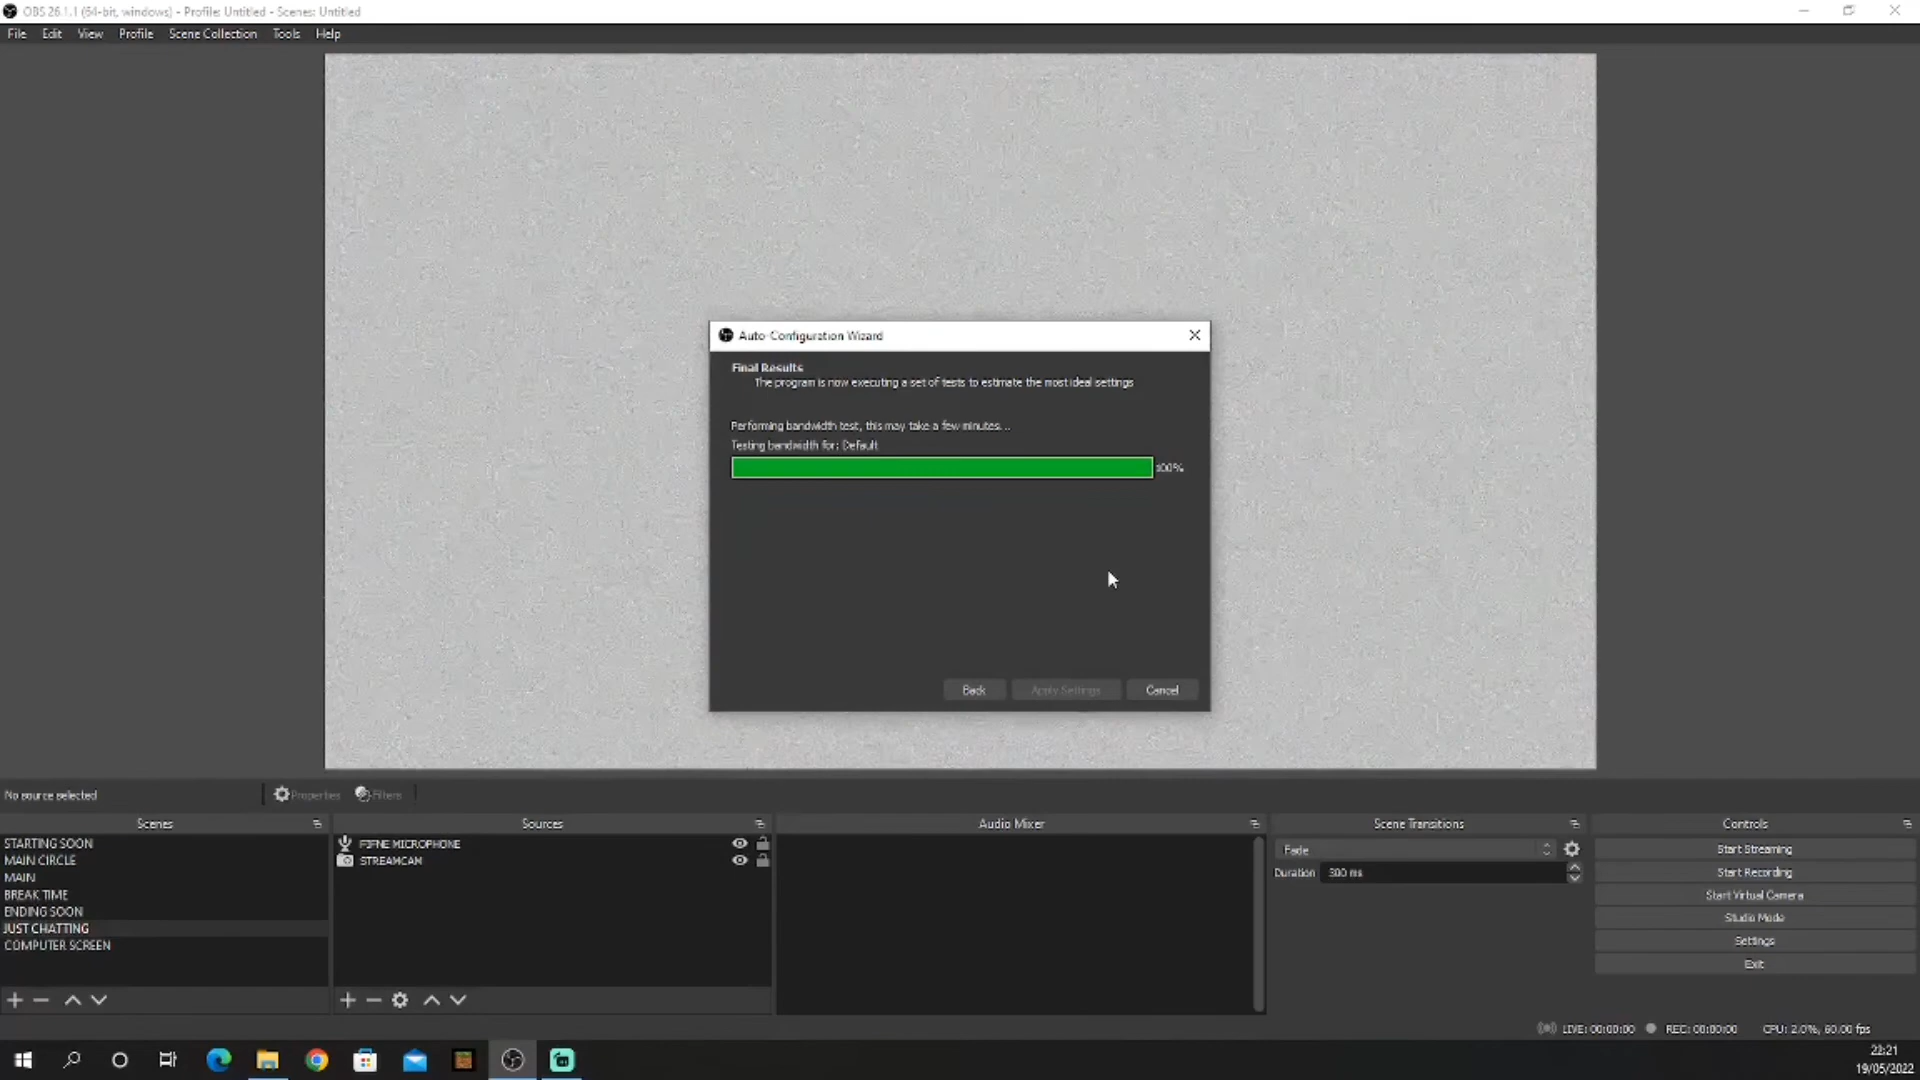 OBS 26.1.1 (64-bit, windows) - Profile: Untitled - Scenes: Untitled
File Edit View Profile Scene Collection Tools Help
Auto-Configuration Wizard
Final Results
The program is now executing a set of tests to estimate the most ideal settings
Performing bandwidth test, this may take a few minutes...
Testing bandwidth for: Default
100%
Back Apply Settings Cancel
No source selected Properties Filters
Scenes Sources Audio Mixer Scene Transitions Controls
STARTING SOON
MAIN CIRCLE
MAIN
BREAK TIME
ENDING SOON
JUST CHATTING
COMPUTER SCREEN
FIFNE MICROPHONE
STREAMCAM
Fade
Duration 300 ms
Start Streaming
Start Recording
Start Virtual Camera
Studio Mode
Settings
Exit
LIVE: 00:00:00 REC: 00:00:00 CPU: 2.0%, 60.00 fps
22:21
19/05/2022